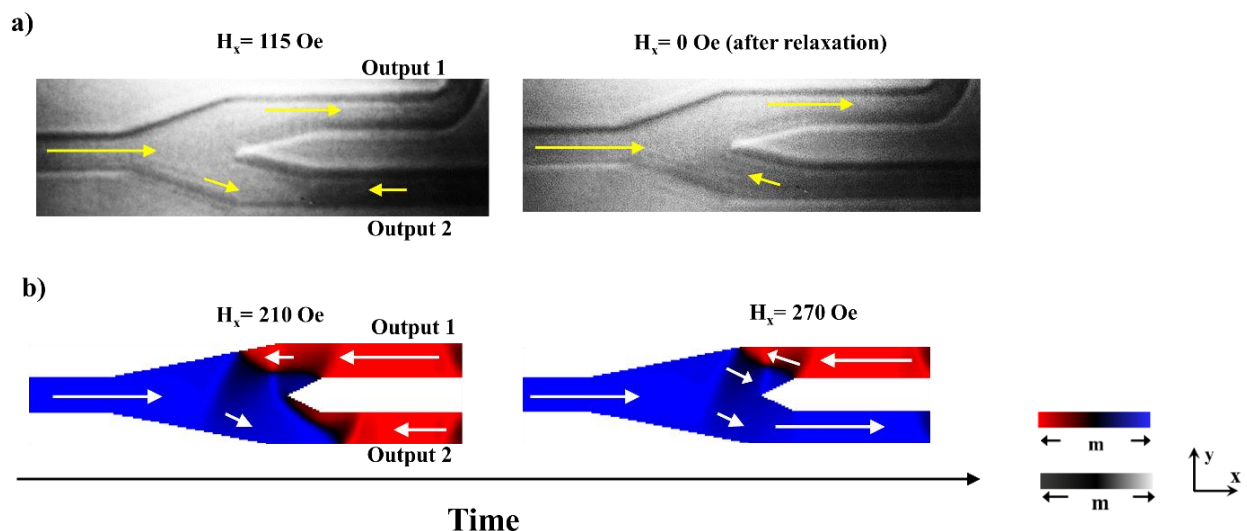 a)
Hx= 115 Oe
Hx= 0 Oe (after relaxation)
Output 1
Output 2
b)
Hx= 210 Oe
Hx= 270 Oe
Output 1
Output 2
m
m
y
x
Time